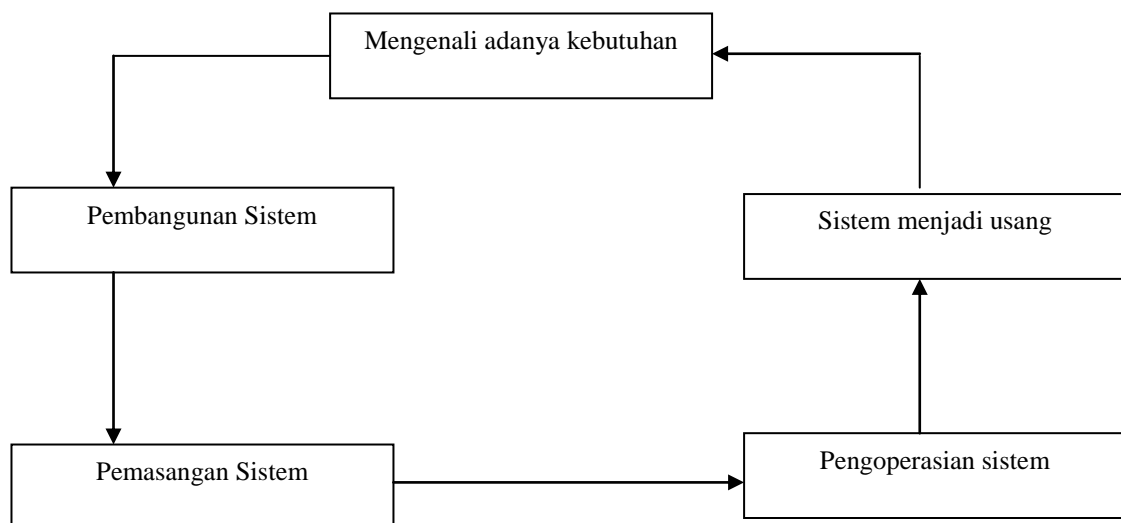 Mengenali adanya kebutuhan
Pembangunan Sistem
Sistem menjadi usang
Pemasangan Sistem
Pengoperasian sistem